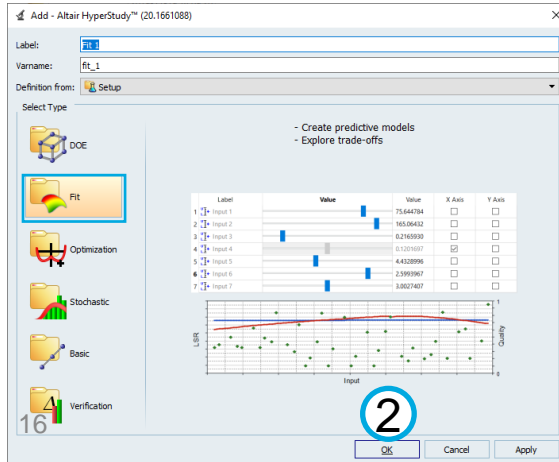 Add - Altair HyperStudy™ (20.1661088)
Label: Fit 1
Varname: fit_1
Definition from: Setup
Select Type
DOE
Fit
Optimization
Stochastic
Basic
Verification
16
- Create predictive models
- Explore trade-offs
Label Value Value X Axis Y Axis
1 Input 1 75.644784
2 Input 2 165.06432
3 Input 3 0.2165930
4 Input 4 0.1201697
5 Input 5 4.4328996
6 Input 6 2.5993967
7 Input 7 3.0027407
LSR
1
Quality
0
Input
2
OK Cancel Apply